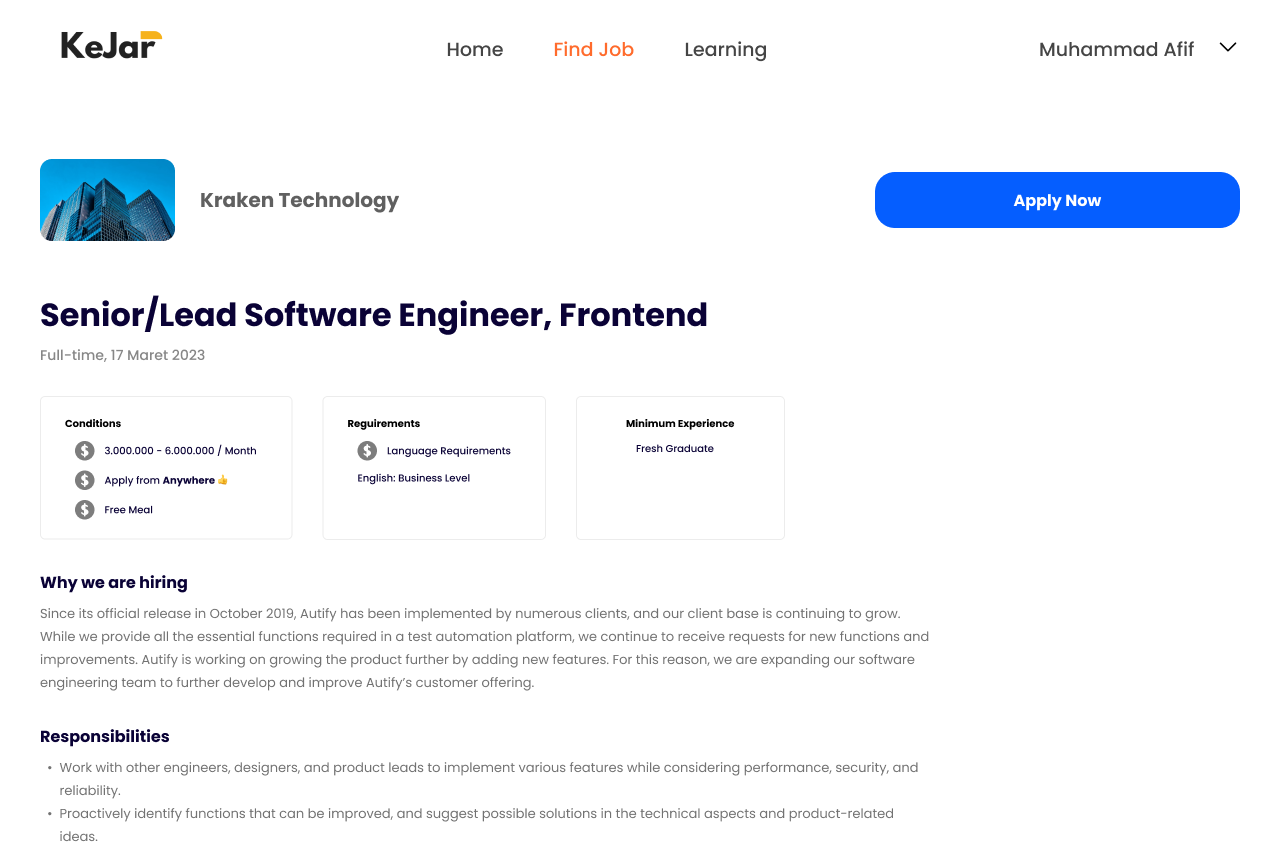 KeJar
Home
Find Job
Learning
Muhammad Afif
Kraken Technology
Apply Now
Senior/Lead Software Engineer, Frontend
Full-time, 17 Maret 2023
Conditions
3.000.000 - 6.000.000 / Month
Apply from Anywhere 👍
Free Meal
Reguirements
Language Requirements
English: Business Level
Minimum Experience
Fresh Graduate
Why we are hiring
Since its official release in October 2019, Autify has been implemented by numerous clients, and our client base is continuing to grow.
While we provide all the essential functions required in a test automation platform, we continue to receive requests for new functions and
improvements. Autify is working on growing the product further by adding new features. For this reason, we are expanding our software
engineering team to further develop and improve Autify’s customer offering.
Responsibilities
• Work with other engineers, designers, and product leads to implement various features while considering performance, security, and
reliability.
• Proactively identify functions that can be improved, and suggest possible solutions in the technical aspects and product-related
ideas.